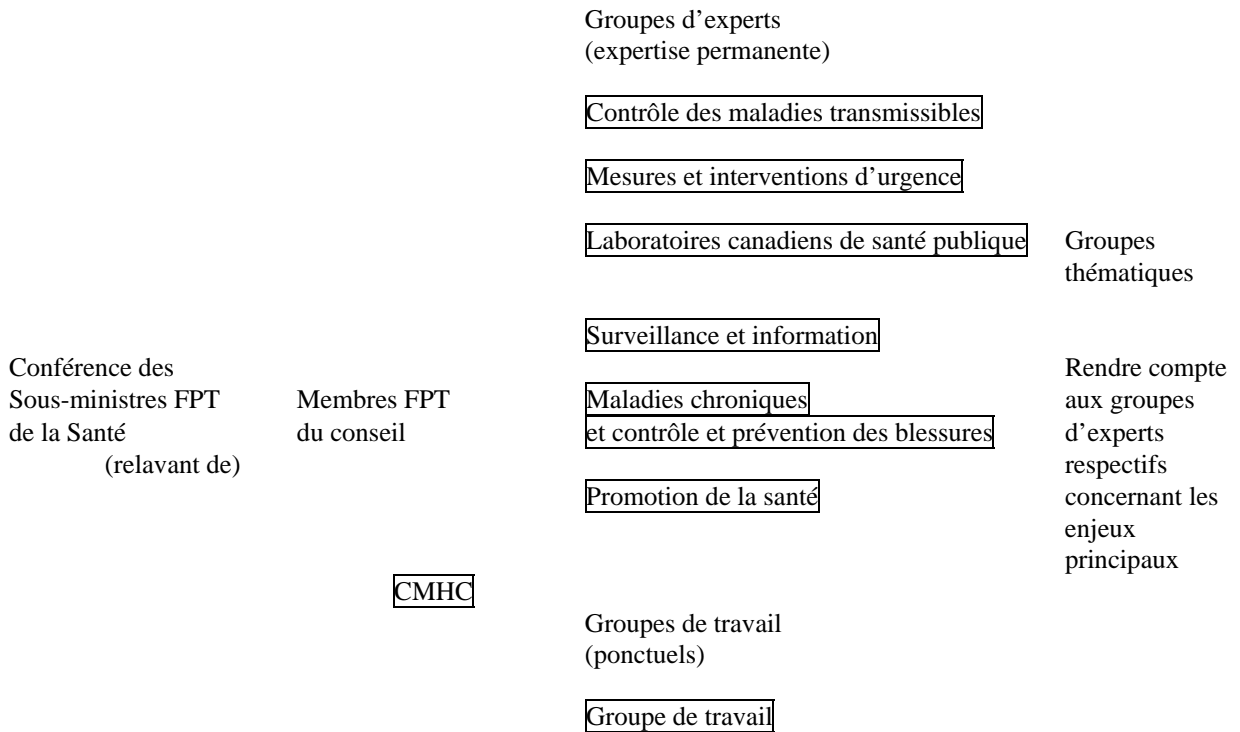 Groupes d’experts
(expertise permanente)
Contrôle des maladies transmissibles
Mesures et interventions d’urgence
Laboratoires canadiens de santé publique
Groupes
thématiques
Surveillance et information
Conférence des
Sous-ministres FPT
de la Santé
(relavant de)
Membres FPT
du conseil
Maladies chroniques
et contrôle et prévention des blessures
Promotion de la santé
Rendre compte
aux groupes
d’experts
respectifs
concernant les
enjeux
principaux
CMHC
Groupes de travail
(ponctuels)
Groupe de travail